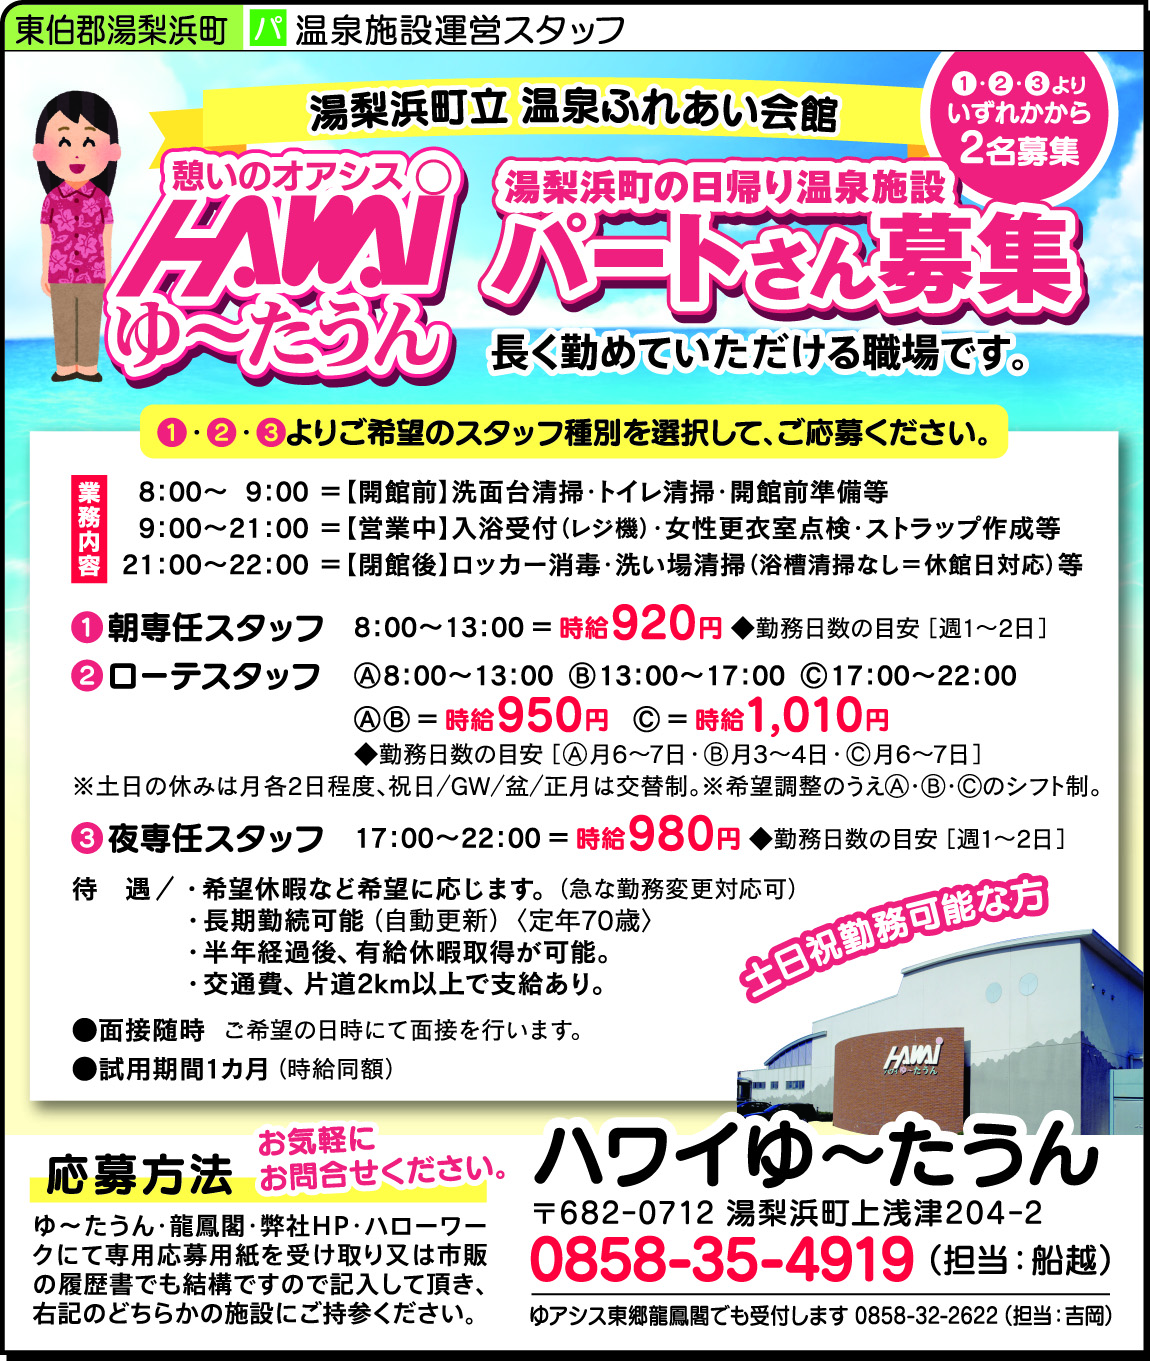 東伯郡湯梨浜町 パ 温泉施設運営スタッフ
湯梨浜町立 温泉ふれあい会館
❶・❷・❸より
いずれかから
2名募集
憩いのオアシス
HAWAi
ゆ〜たうん
湯梨浜町の日帰り温泉施設
パートさん募集
長く勤めていただける職場です。
❶・❷・❸よりご希望のスタッフ種別を選択して、ご応募ください。
業務内容
8：00〜 9：00 ＝【開館前】洗面台清掃・トイレ清掃・開館前準備等
9：00〜21：00 ＝【営業中】入浴受付（レジ機）・女性更衣室点検・ストラップ作成等
21：00〜22：00 ＝【閉館後】ロッカー消毒・洗い場清掃（浴槽清掃なし＝休館日対応）等
❶朝専任スタッフ 8：00〜13：00＝時給920円 ◆勤務日数の目安［週1〜2日］
❷ローテスタッフ Ⓐ8：00〜13：00 Ⓑ13：00〜17：00 Ⓒ17：00〜22：00
ⒶⒷ＝時給950円 Ⓒ＝時給1,010円
◆勤務日数の目安［Ⓐ月6〜7日・Ⓑ月3〜4日・Ⓒ月6〜7日］
※土日の休みは月各2日程度、祝日/GW/盆/正月は交替制。※希望調整のうえⒶ・Ⓑ・Ⓒのシフト制。
❸夜専任スタッフ 17：00〜22：00＝時給980円 ◆勤務日数の目安［週1〜2日］
待 遇／・希望休暇など希望に応じます。（急な勤務変更対応可）
・長期勤続可能（自動更新）〈定年70歳〉
・半年経過後、有給休暇取得が可能。
・交通費、片道2km以上で支給あり。
土日祝勤務可能な方
●面接随時 ご希望の日時にて面接を行います。
●試用期間1カ月（時給同額）
HAWAi
ハワイゆ〜たうん
応募方法
お気軽に
お問合せください。
ゆ〜たうん・龍鳳閣・弊社HP・ハローワー
クにて専用応募用紙を受け取り又は市販
の履歴書でも結構ですので記入して頂き、
右記のどちらかの施設にご持参ください。
ハワイゆ〜たうん
〒682-0712 湯梨浜町上浅津204-2
0858-35-4919（担当：船越）
ゆアシス東郷龍鳳閣でも受付します 0858-32-2622（担当：吉岡）